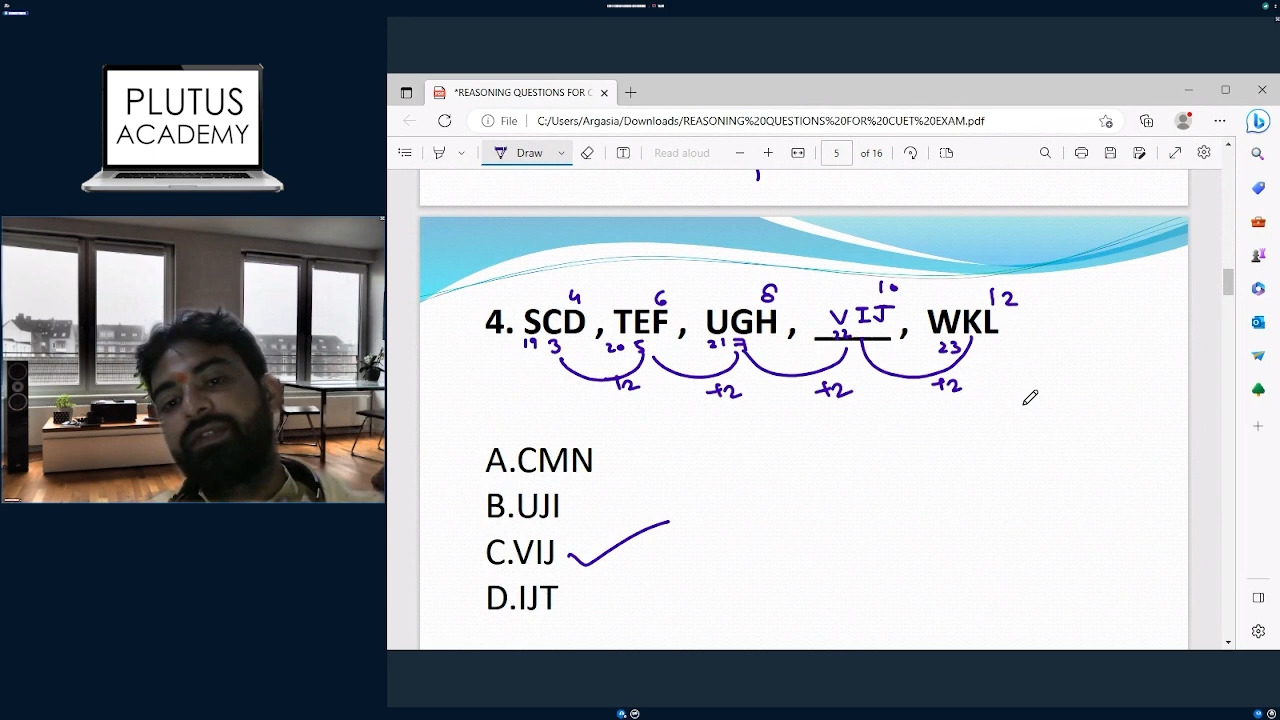 PLUTUS
ACADEMY
*REASONING QUESTIONS FOR C
File C:/Users/Argasia/Downloads/REASONING%20QUESTIONS%20FOR%20CUET%20EXAM.pdf
Draw Read aloud 5 of 16
4 6 8 10 12
4. SCD , TEF , UGH , VIJ , WKL
19 3 20 5 21 7 22 23
+2 +2 +2 +2
A.CMN
B.UJI
C.VIJ
D.IJT